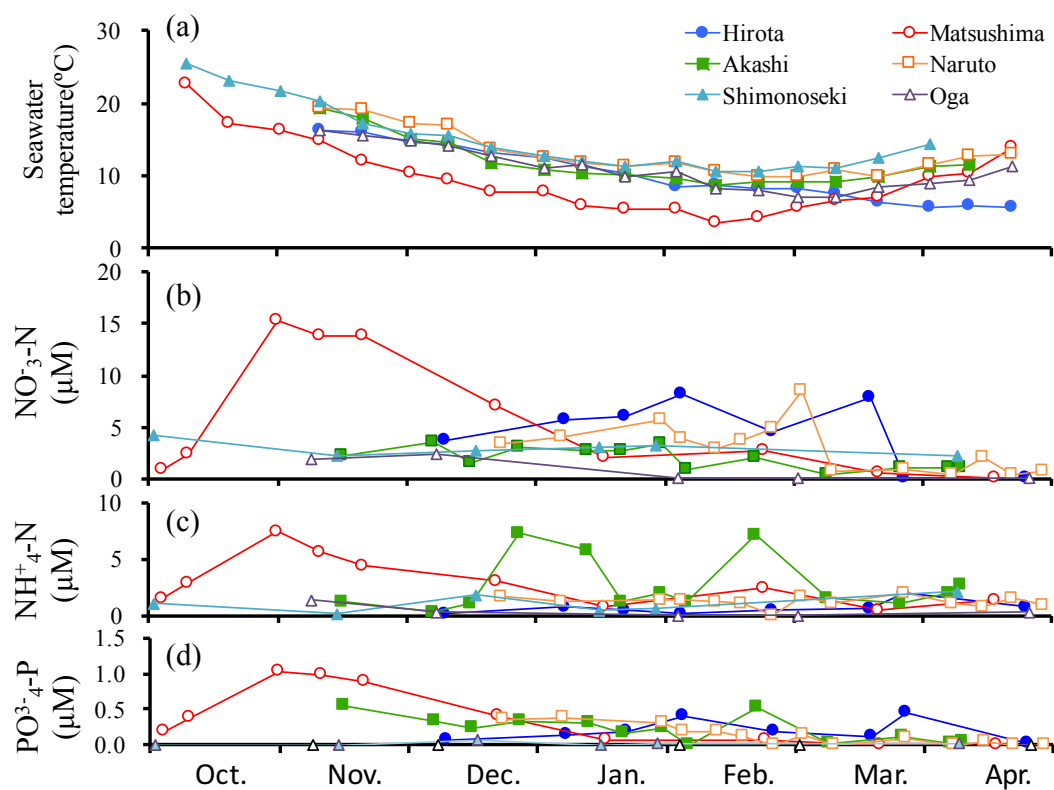 (a)
Seawater
temperature(ºC)
30
20
10
0
Hirota
Matsushima
Akashi
Naruto
Shimonoseki
Oga
(b)
NO⁻₃-N
(μM)
20
15
10
5
0
(c)
NH⁺₄-N
(μM)
10
5
0
(d)
PO³⁻₄-P
(μM)
1.5
1.0
0.5
0.0
Oct. Nov. Dec. Jan. Feb. Mar. Apr.